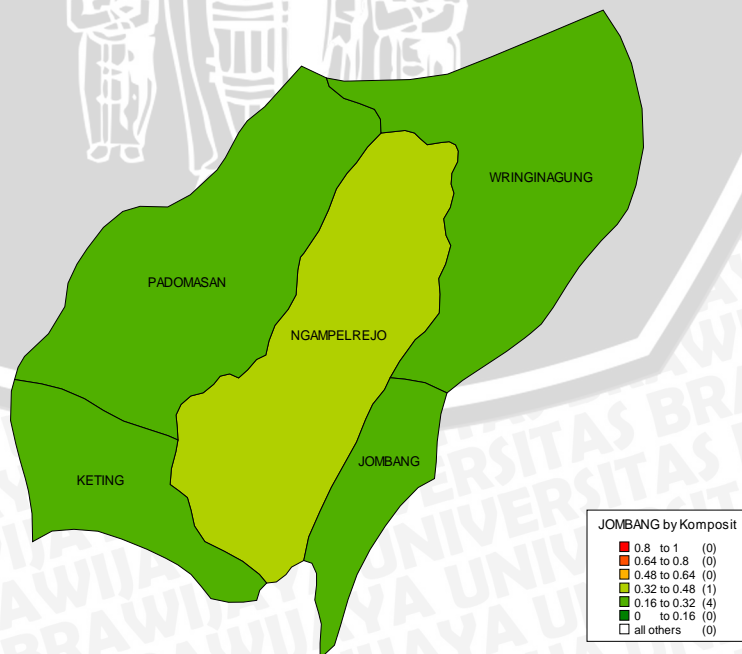 WRINGINAGUNG
PADOMASAN
NGAMPELREJO
JOMBANG
KETING
JOMBANG by Komposit
0.8 to 1 (0)
0.64 to 0.8 (0)
0.48 to 0.64 (0)
0.32 to 0.48 (1)
0.16 to 0.32 (4)
0 to 0.16 (0)
all others (0)